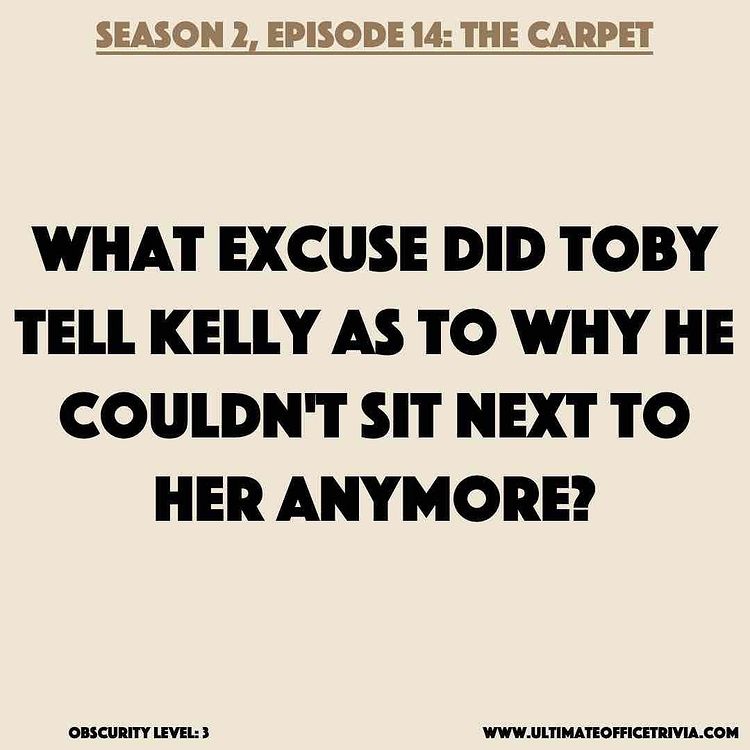 SEASON 2, EPISODE 14: THE CARPET
WHAT EXCUSE DID TOBY
TELL KELLY AS TO WHY HE
COULDN'T SIT NEXT TO
HER ANYMORE?
OBSCURITY LEVEL: 3
WWW.ULTIMATEOFFICETRIVIA.COM